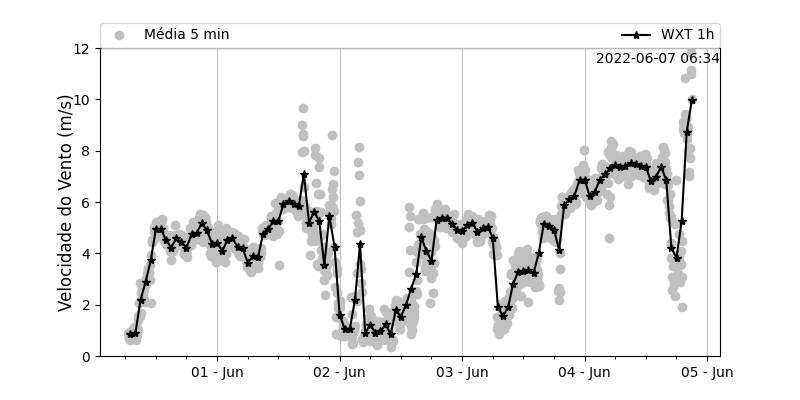 Média 5 min
WXT 1h
2022-06-07 06:34
Velocidade do Vento (m/s)
12
10
8
6
4
2
0
01 - Jun
02 - Jun
03 - Jun
04 - Jun
05 - Jun